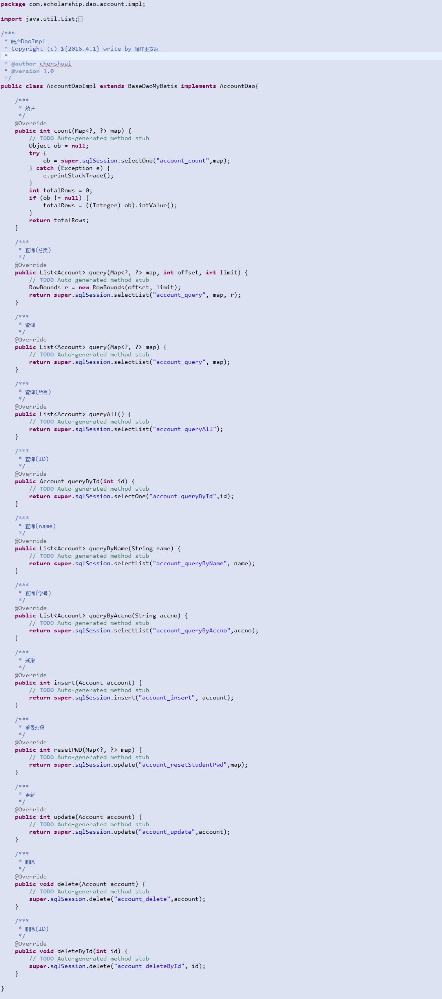 package com.scholarship.dao.account.impl;
import java.util.List;
/***
 * 账户DaoImpl
 * Copyright (c) ${2016.4.1} write by 咖啡里安眠
 *
 * @author chenshuai
 * @version 1.0
 */
public class AccountDaoImpl extends BaseDaoMyBatis implements AccountDao{
    /***
     * 统计
     */
    @Override
    public int count(Map<?, ?> map) {
        // TODO Auto-generated method stub
        Object ob = null;
        try {
            ob = super.sqlSession.selectOne("account_count",map);
        } catch (Exception e) {
            e.printStackTrace();
        }
        int totalRows = 0;
        if (ob != null) {
            totalRows = ((Integer) ob).intValue();
        }
        return totalRows;
    }
    /***
     * 查询(分页)
     */
    @Override
    public List<Account> query(Map<?, ?> map, int offset, int limit) {
        // TODO Auto-generated method stub
        RowBounds r = new RowBounds(offset, limit);
        return super.sqlSession.selectList("account_query", map, r);
    }
    /***
     * 查询
     */
    @Override
    public List<Account> query(Map<?, ?> map) {
        // TODO Auto-generated method stub
        return super.sqlSession.selectList("account_query", map);
    }
    /***
     * 查询(所有)
     */
    @Override
    public List<Account> queryAll() {
        // TODO Auto-generated method stub
        return super.sqlSession.selectList("account_queryAll");
    }
    /***
     * 查询(ID)
     */
    @Override
    public Account queryById(int id) {
        // TODO Auto-generated method stub
        return super.sqlSession.selectOne("account_queryById",id);
    }
    /***
     * 查询(name)
     */
    @Override
    public List<Account> queryByName(String name) {
        // TODO Auto-generated method stub
        return super.sqlSession.selectList("account_queryByName", name);
    }
    /***
     * 查询(学号)
     */
    @Override
    public List<Account> queryByAccno(String accno) {
        // TODO Auto-generated method stub
        return super.sqlSession.selectList("account_queryByAccno",accno);
    }
    /***
     * 新增
     */
    @Override
    public int insert(Account account) {
        // TODO Auto-generated method stub
        return super.sqlSession.insert("account_insert", account);
    }
    /***
     * 重置密码
     */
    @Override
    public int resetPWD(Map<?, ?> map) {
        // TODO Auto-generated method stub
        return super.sqlSession.update("account_resetStudentPwd",map);
    }
    /***
     * 更新
     */
    @Override
    public int update(Account account) {
        // TODO Auto-generated method stub
        return super.sqlSession.update("account_update",account);
    }
    /***
     * 删除
     */
    @Override
    public void delete(Account account) {
        // TODO Auto-generated method stub
        super.sqlSession.delete("account_delete",account);
    }
    /***
     * 删除(ID)
     */
    @Override
    public void deleteById(int id) {
        // TODO Auto-generated method stub
        super.sqlSession.delete("account_deleteById", id);
    }
}